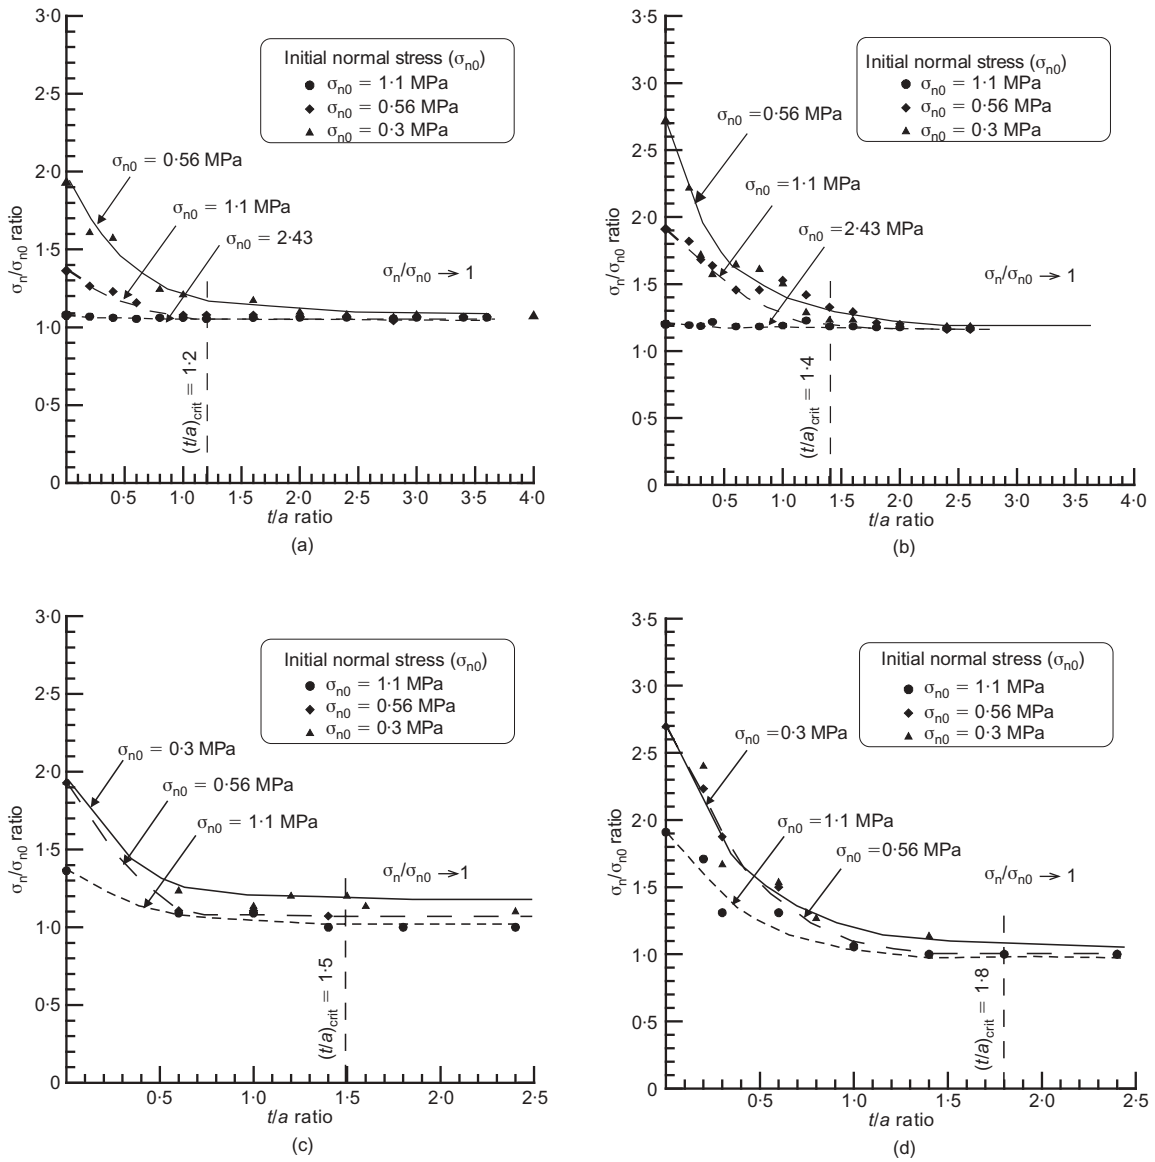 3·0
2·5
2·0
1·5
1·0
0·5
0
σn/σn0 ratio
Initial normal stress (σn0)
σn0 = 1·1 MPa
σn0 = 0·56 MPa
σn0 = 0·3 MPa
σn0 = 0·56 MPa
σn0 = 1·1 MPa
σn0 = 2·43
σn/σn0 → 1
(t/a)crit = 1·2
0·5 1·0 1·5 2·0 2·5 3·0 3·5 4·0
t/a ratio
(a)
3·5
3·0
2·5
2·0
1·5
1·0
0·5
0
σn/σn0 ratio
Initial normal stress (σn0)
σn0 = 1·1 MPa
σn0 = 0·56 MPa
σn0 = 0·3 MPa
σn0 =0·56 MPa
σn0 = 1·1 MPa
σn0 = 2·43 MPa
σn/σn0 → 1
(t/a)crit = 1·4
0·5 1·0 1·5 2·0 2·5 3·0 3·5 4·0
t/a ratio
(b)
3·0
2·5
2·0
1·5
1·0
0·5
0
σn/σn0 ratio
Initial normal stress (σn0)
σn0 = 1·1 MPa
σn0 = 0·56 MPa
σn0 = 0·3 MPa
σn0 = 0·3 MPa
σn0 = 0·56 MPa
σn0 = 1·1 MPa
σn/σn0 →1
(t/a)crit = 1·5
0·5 1·0 1·5 2·0 2·5
t/a ratio
(c)
3·5
3·0
2·5
2·0
1·5
1·0
0·5
0
σn/σn0 ratio
Initial normal stress (σn0)
σn0 = 1·1 MPa
σn0 = 0·56 MPa
σn0 = 0·3 MPa
σn0 =0·3 MPa
σn0 =1·1 MPa
σn0 =0·56 MPa
σn/σn0 → 1
(t/a)crit = 1·8
0·5 1·0 1·5 2·0 2·5
t/a ratio
(d)